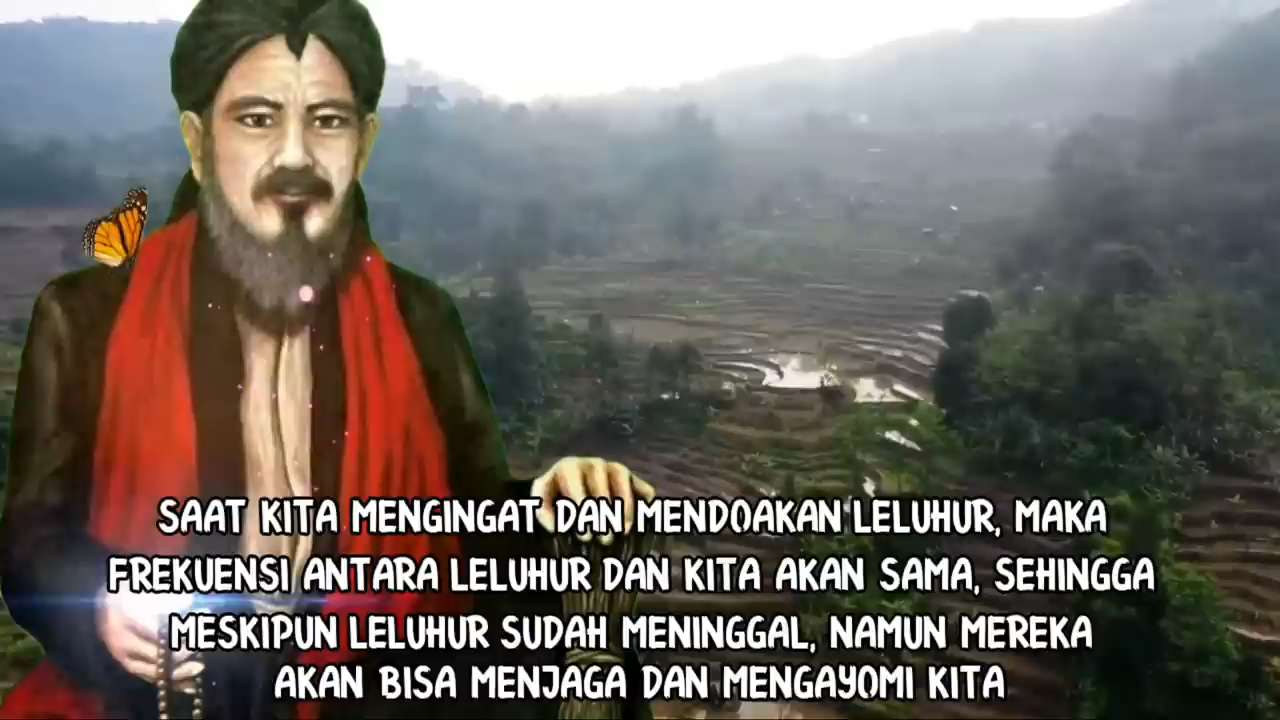 SAAT KITA MENGINGAT DAN MENDOAKAN LELUHUR, MAKA
FREKUENSI ANTARA LELUHUR DAN KITA AKAN SAMA, SEHINGGA
MESKIPUN LELUHUR SUDAH MENINGGAL, NAMUN MEREKA
AKAN BISA MENJAGA DAN MENGAYOMI KITA